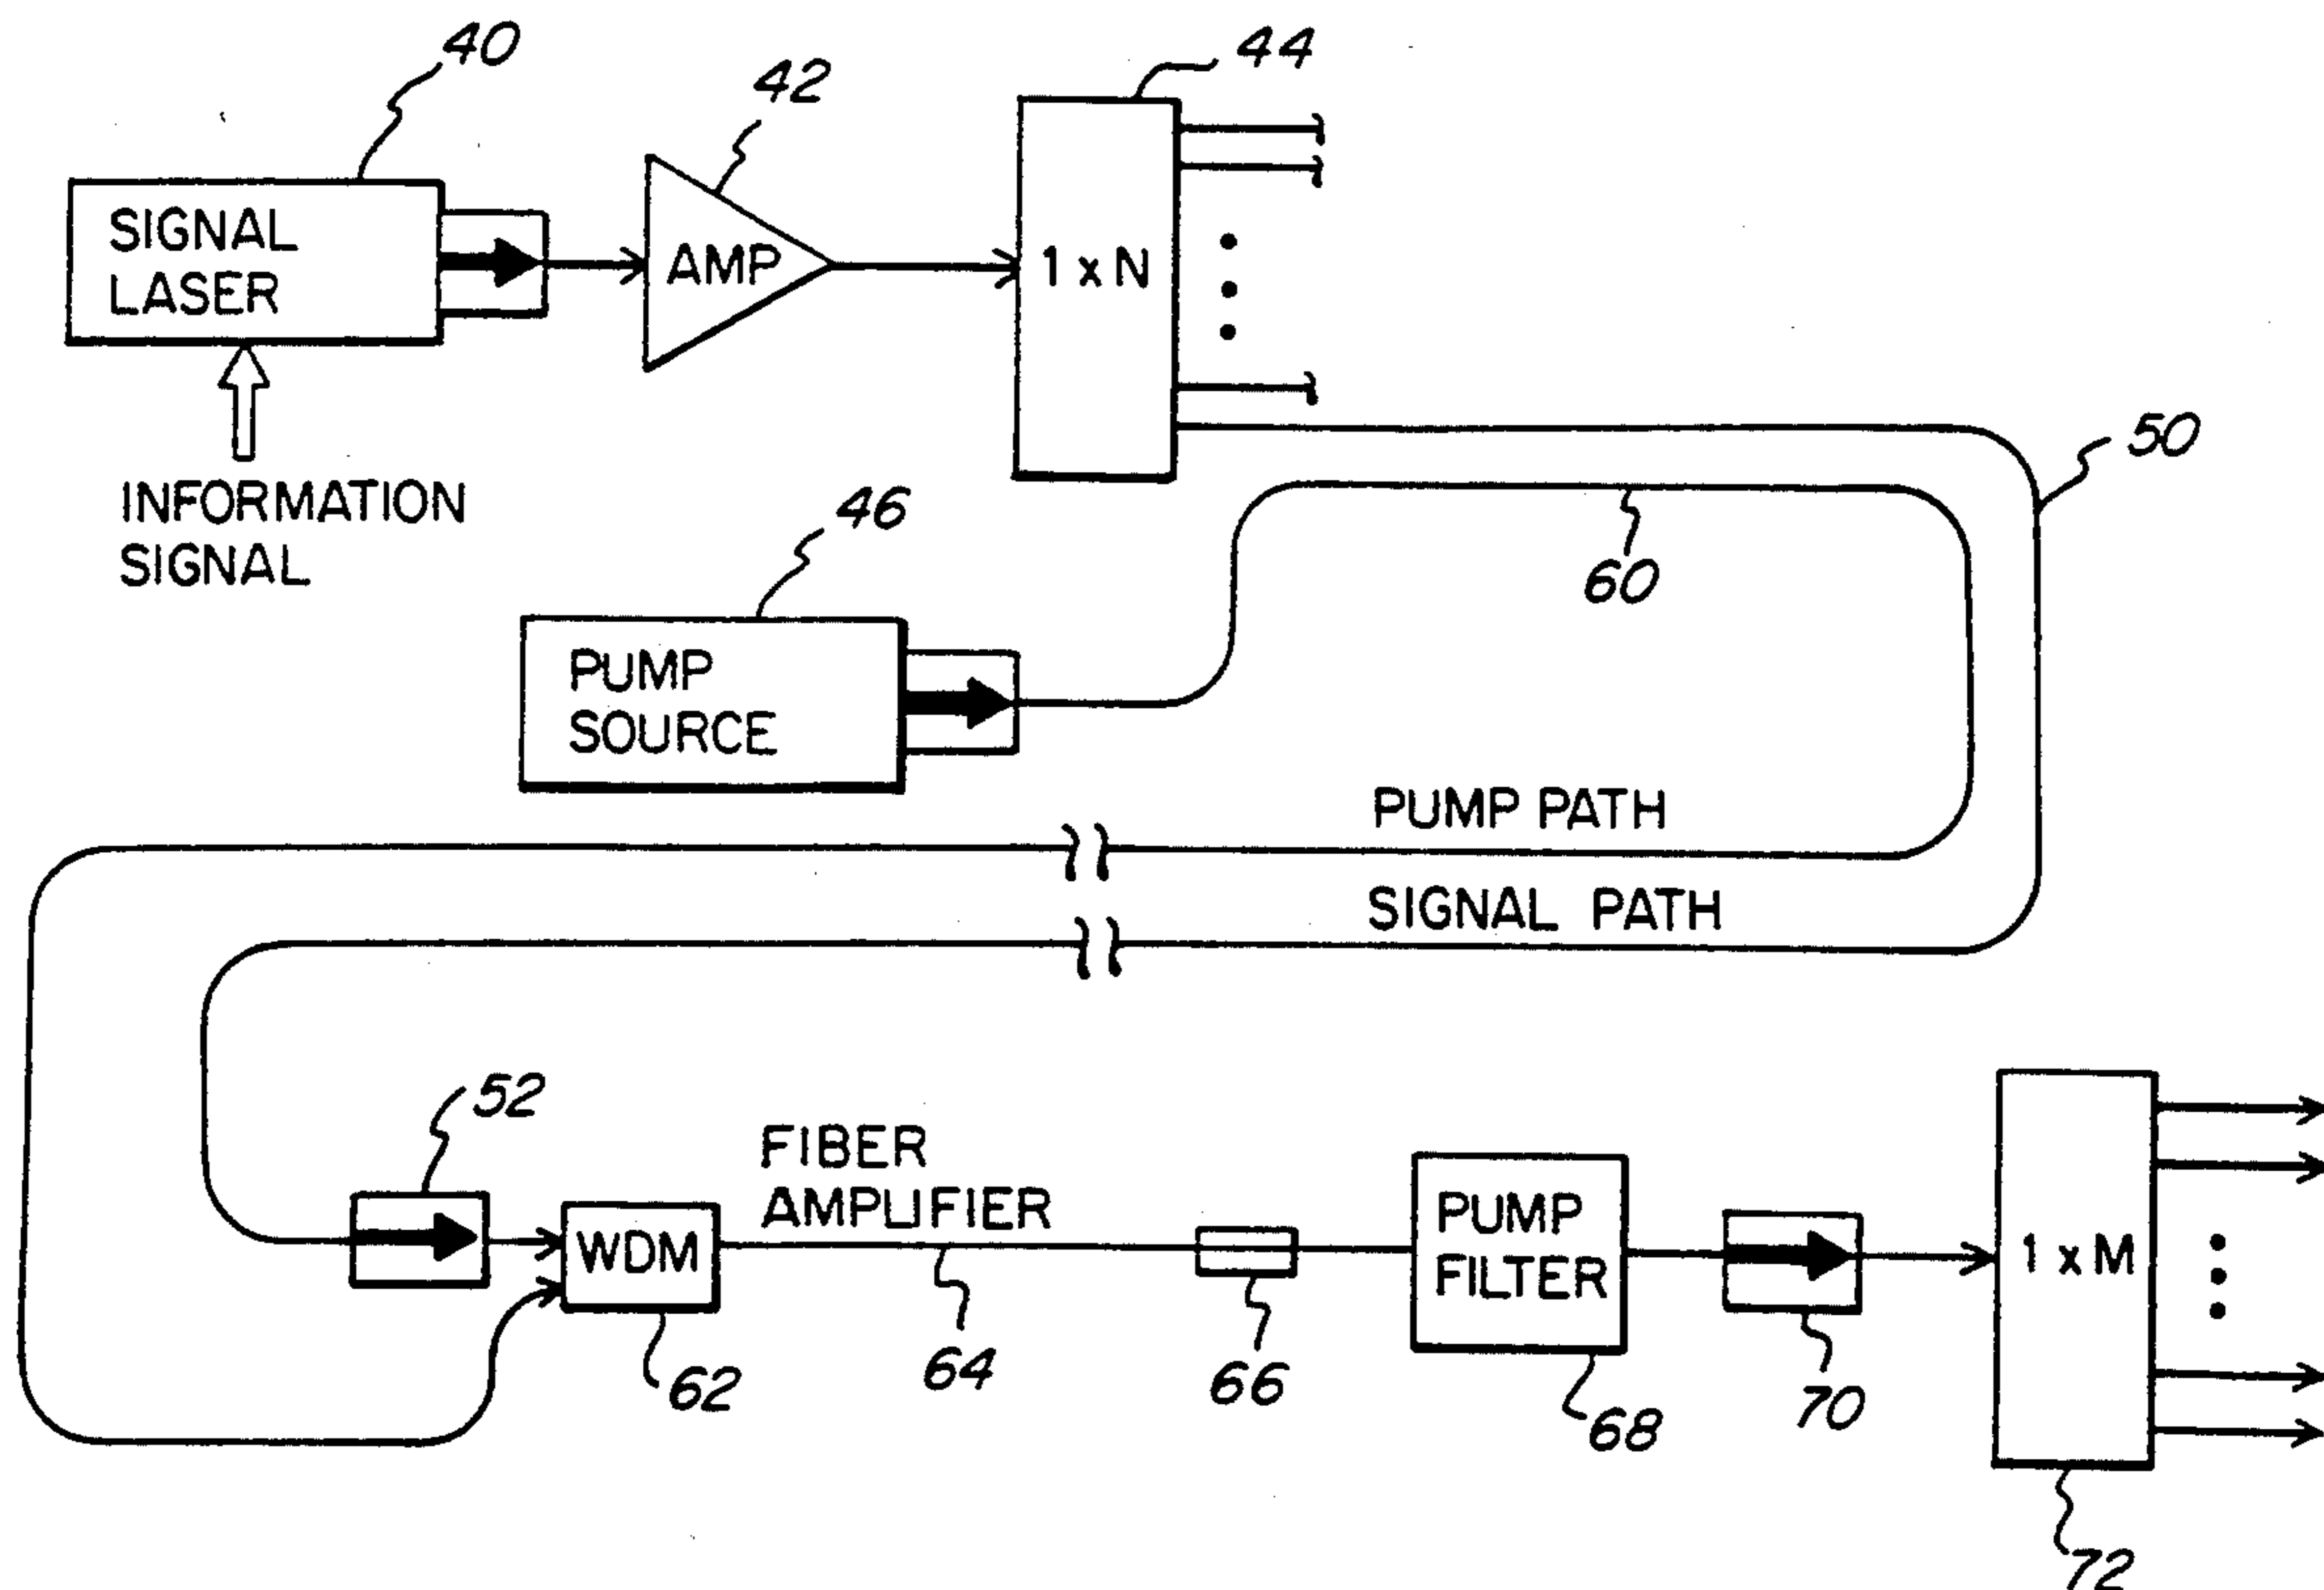 40
42
44
SIGNAL
LASER
AMP
1 x N
INFORMATION
SIGNAL
50
46
60
PUMP
SOURCE
PUMP PATH
SIGNAL PATH
52
FIBER
AMPLIFIER
WDM
PUMP
FILTER
1 x M
62
64
66
68
70
72